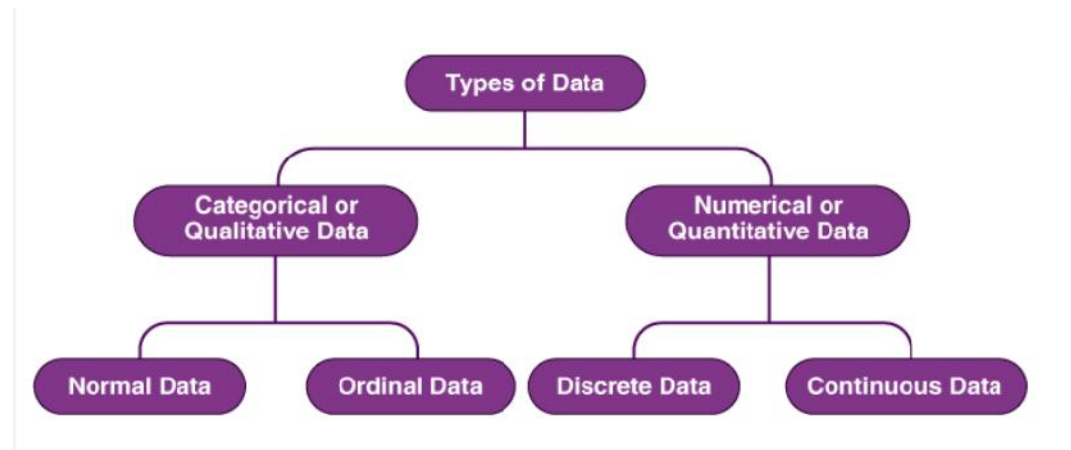 Types of Data
Categorical or
Qualitative Data
Numerical or
Quantitative Data
Normal Data
Ordinal Data
Discrete Data
Continuous Data